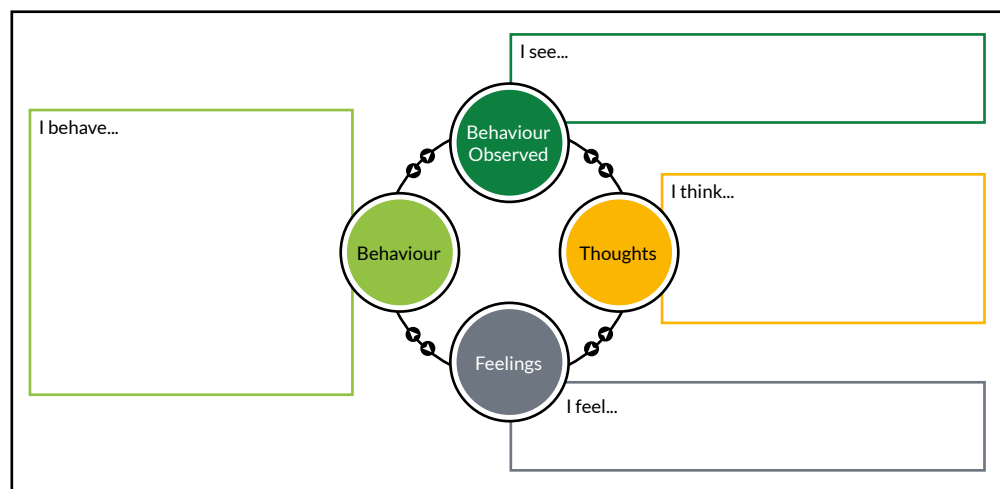 I see...
Behaviour
Observed
I think...
Thoughts
I feel...
Feelings
I behave...
Behaviour